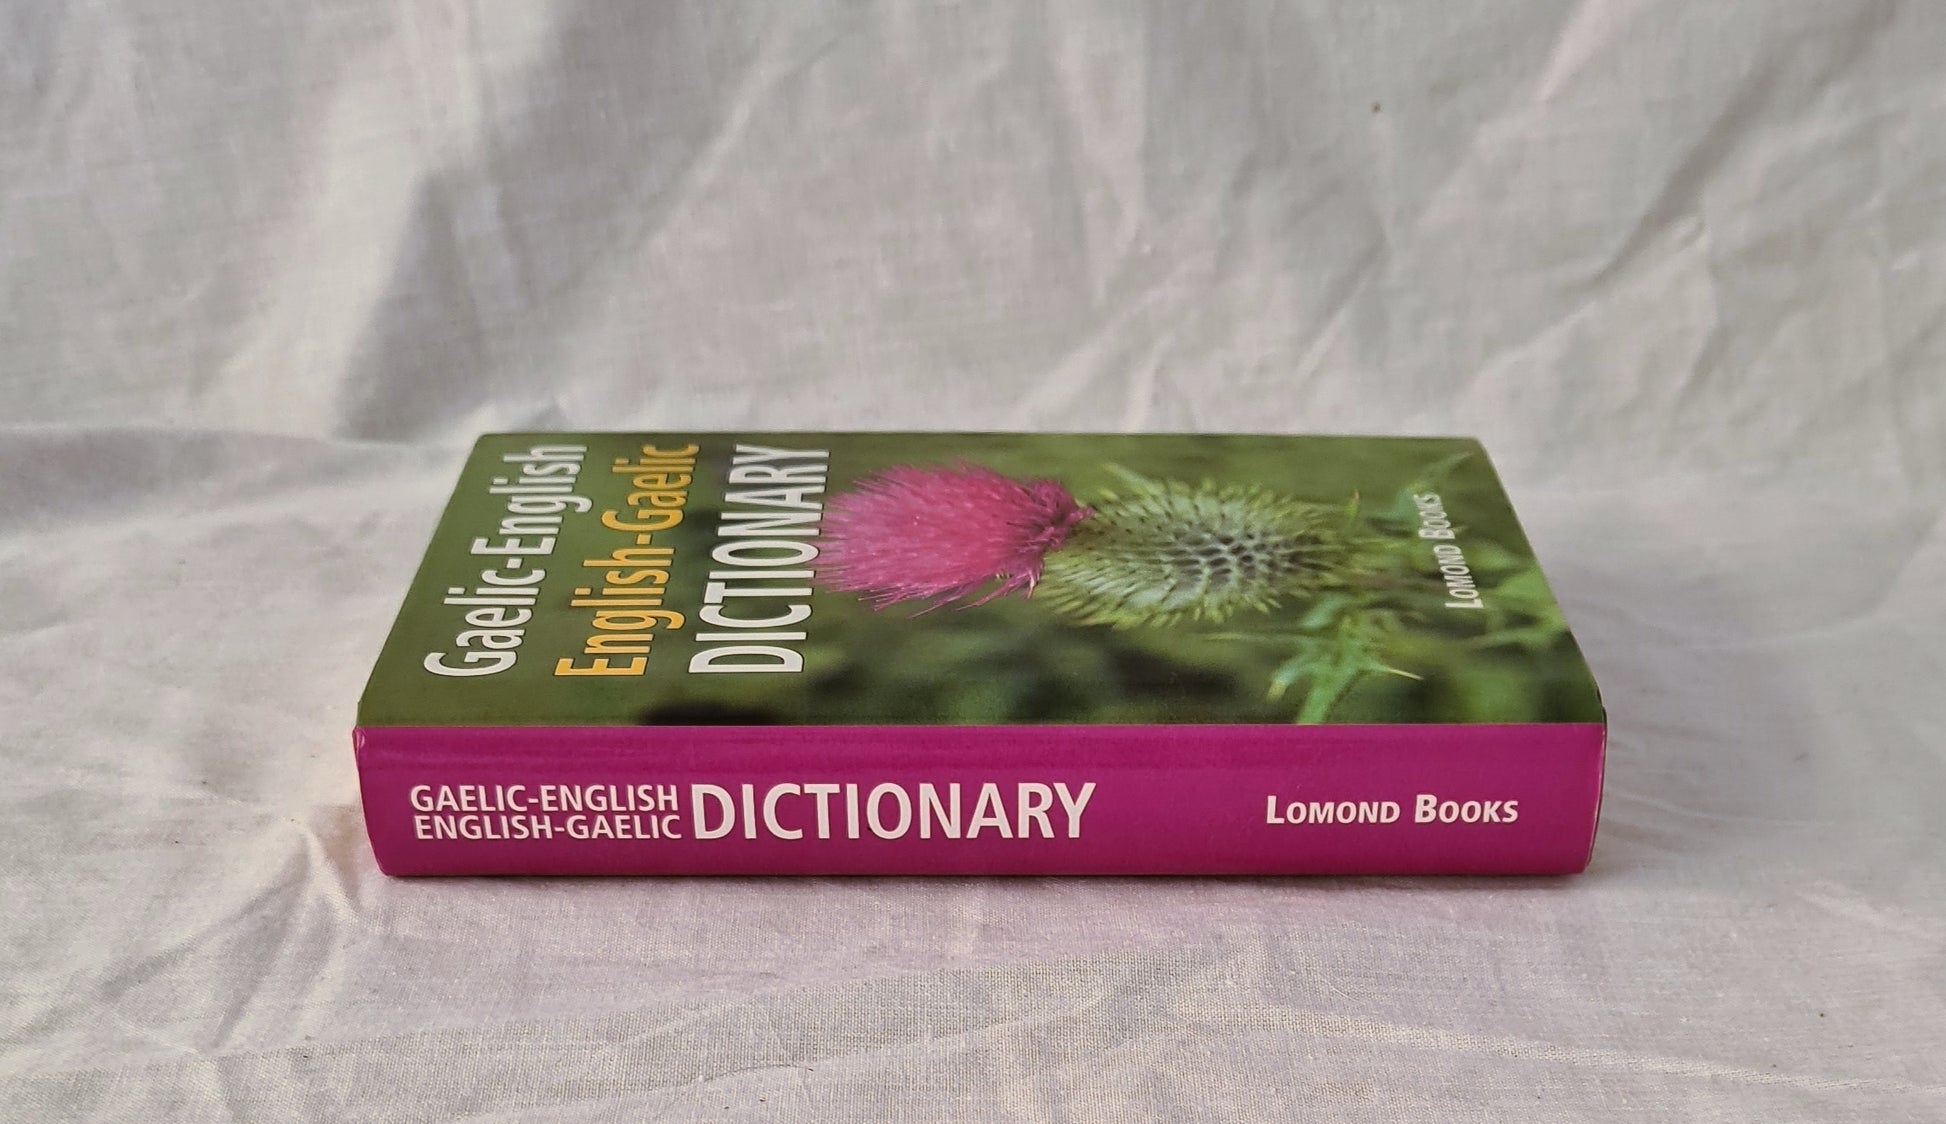 Gaelic-English
English-Gaelic
DICTIONARY
LOMOND BOOKS
GAELIC-ENGLISH
ENGLISH-GAELIC
DICTIONARY
LOMOND BOOKS